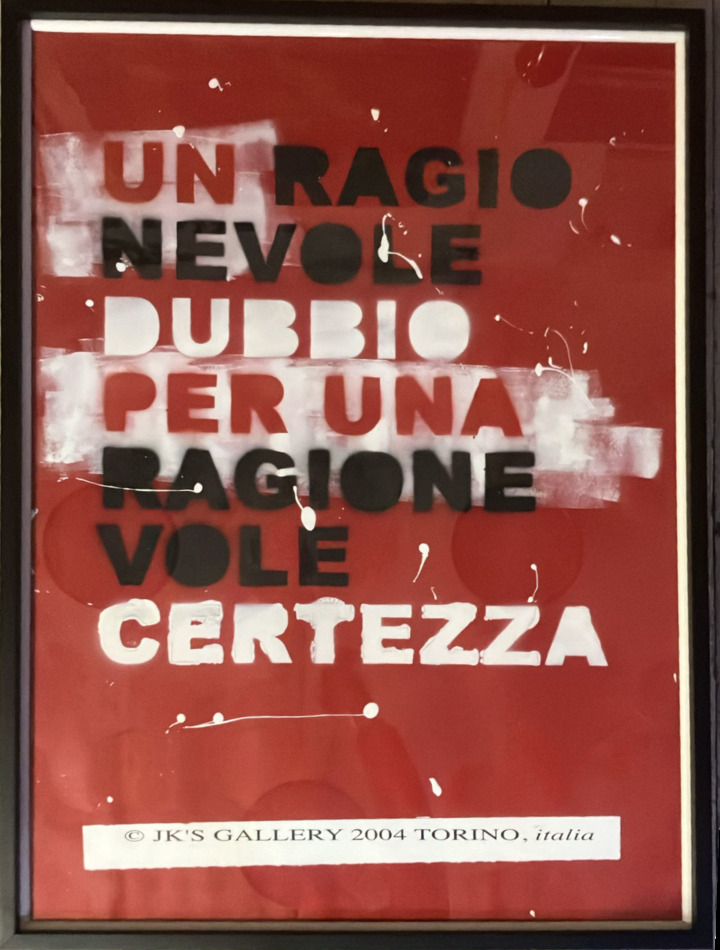 UN RAGIO
NEVOLE
DUBBIO
PER UNA
RAGIONE
VOLE
CERTEZZA
© JK'S GALLERY 2004 TORINO, italia